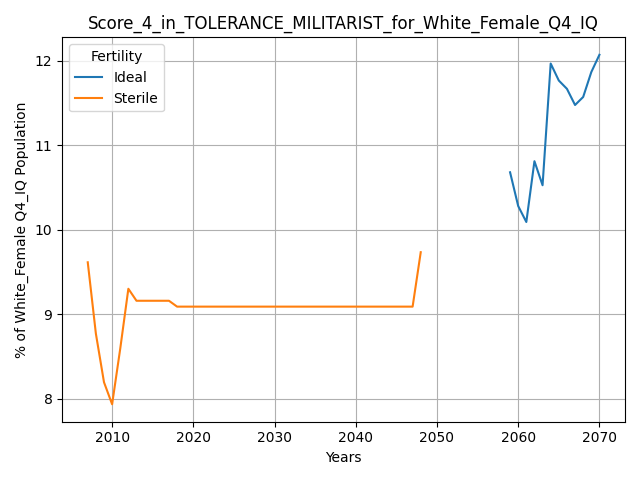 Score_4_in_TOLERANCE_MILITARIST_for_White_Female_Q4_IQ
Fertility
Ideal
Sterile
% of White_Female Q4_IQ Population
12
11
10
9
8
2010 2020 2030 2040 2050 2060 2070
Years